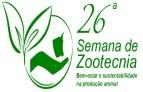 26ª
Semana de
Zootecnia
Bem-estar e sustentabilidade
na produção animal